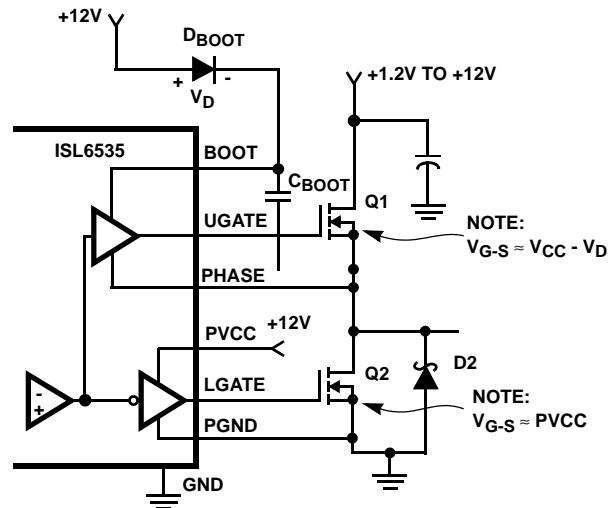 +12V
DBOOT
+ -
VD
+1.2V TO +12V
ISL6535
BOOT
CBOOT
UGATE
Q1
NOTE:
VG-S ≈ VCC - VD
PHASE
PVCC
+12V
LGATE
Q2
D2
NOTE:
VG-S ≈ PVCC
-
+
PGND
GND